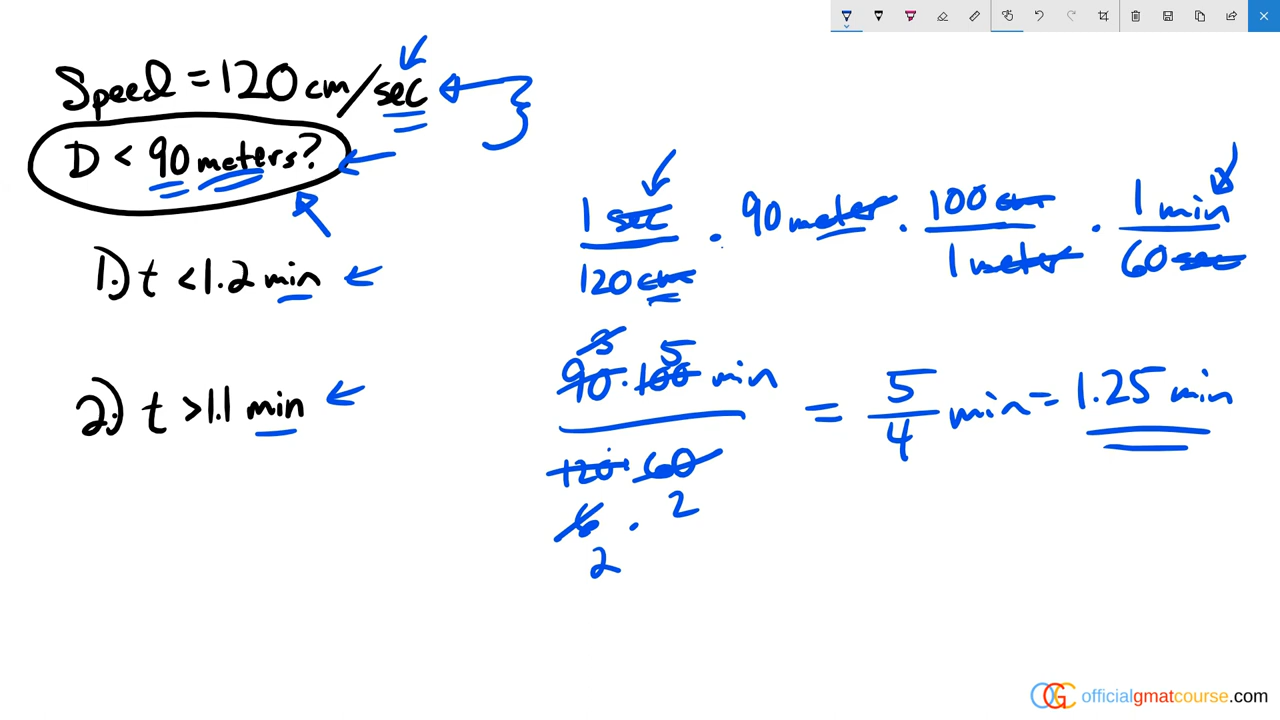 Speed = 120 cm/sec
D < 90 meters?
1.) t < 1.2 min
2.) t > 1.1 min
1 sec / 120 cm · 90 meter · 100 cm / 1 meter · 1 min / 60 sec
3 5
90 · 100 min
120 · 60
6 · 2
2
= 5/4 min = 1.25 min
OGC officialgmatcourse.com